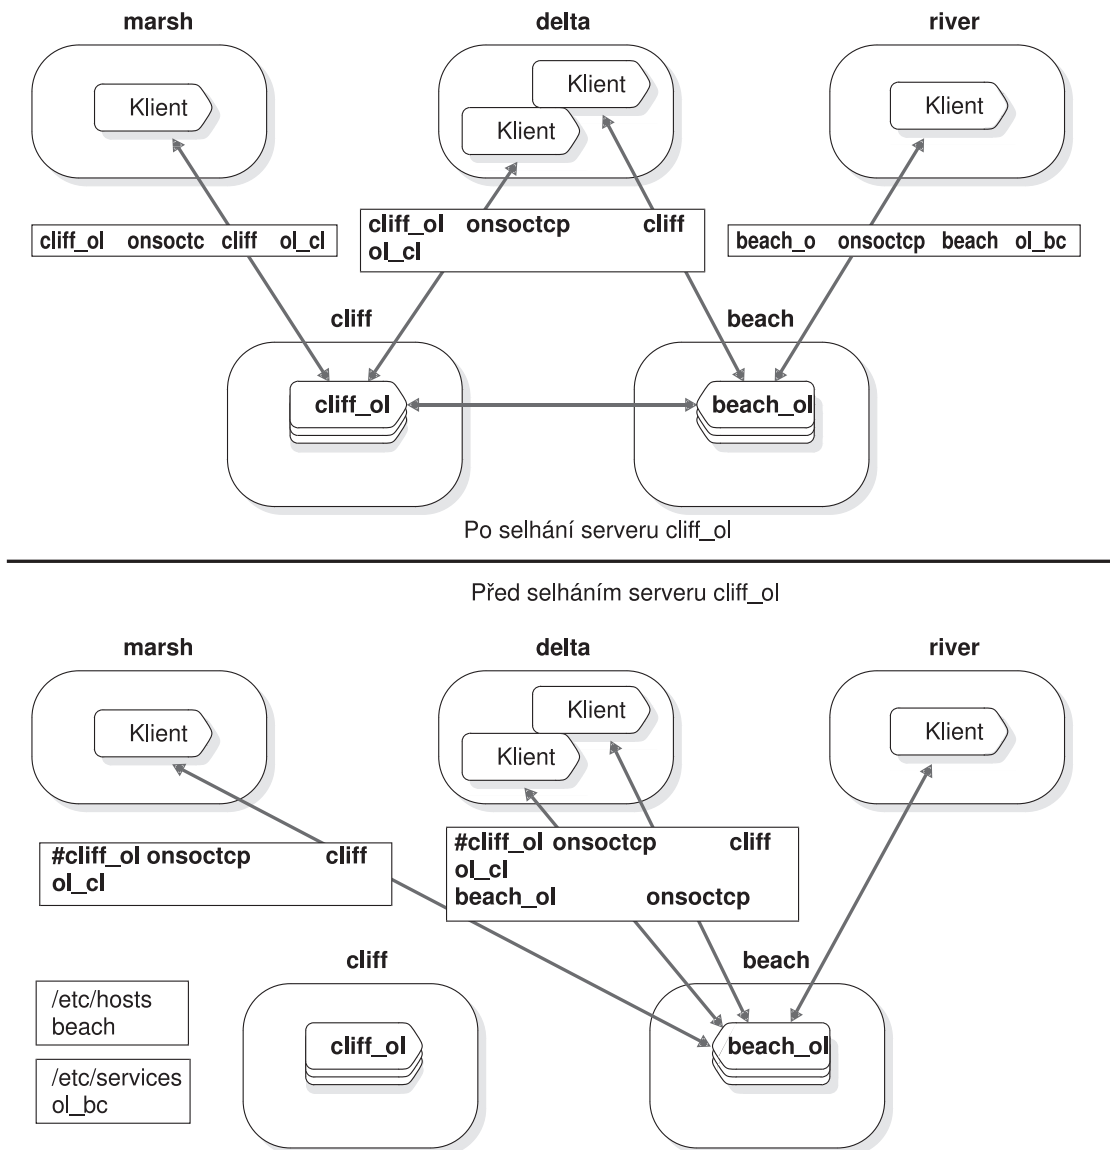 marsh delta river
Klient
Klient
Klient
Klient
cliff_ol onsoctc cliff ol_cl
cliff_ol onsoctcp cliff
ol_cl
beach_o onsoctcp beach ol_bc
cliff beach
cliff_ol beach_ol
Po selhání serveru cliff_ol
Před selháním serveru cliff_ol
marsh delta river
Klient
Klient
Klient
Klient
#cliff_ol onsoctcp cliff
ol_cl
#cliff_ol onsoctcp cliff
ol_cl
beach_ol onsoctcp
cliff beach
/etc/hosts
beach
cliff_ol beach_ol
/etc/services
ol_bc